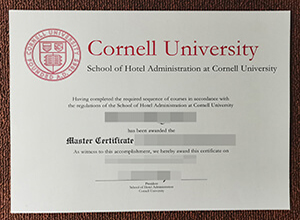 Cornell University
School of Hotel Administration at Cornell University
Having completed the required sequence of courses in accordance with
the regulations of the School of Hotel Administration at Cornell University
has been awarded the
Master Certificate
As witness to this accomplishment, we hereby award this certificate on
President
School of Hotel Administration
Cornell University